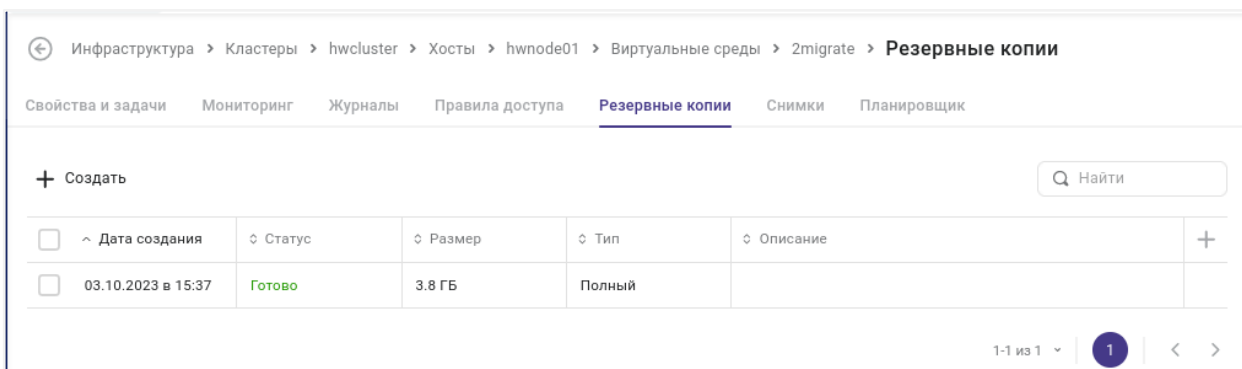 Инфраструктура > Кластеры > hwcluster > Хосты > hwnode01 > Виртуальные среды > 2migrate > Резервные копии
Свойства и задачи Мониторинг Журналы Правила доступа Резервные копии Снимки Планировщик
+ Создать Найти
Дата создания Статус Размер Тип Описание +
03.10.2023 в 15:37 Готово 3.8 ГБ Полный
1-1 из 1 1 < >